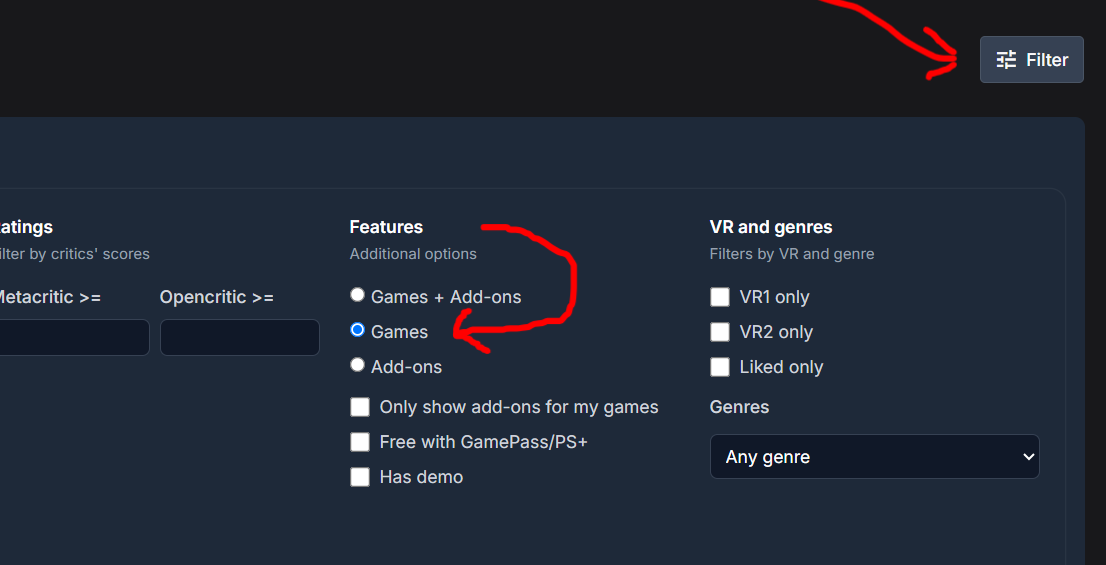 Filter
atings
Features
VR and genres
ilter by critics' scores
Additional options
Filters by VR and genre
Metacritic >=
Opencritic >=
Games + Add-ons
VR1 only
Games
VR2 only
Add-ons
Liked only
Only show add-ons for my games
Genres
Free with GamePass/PS+
Any genre
Has demo